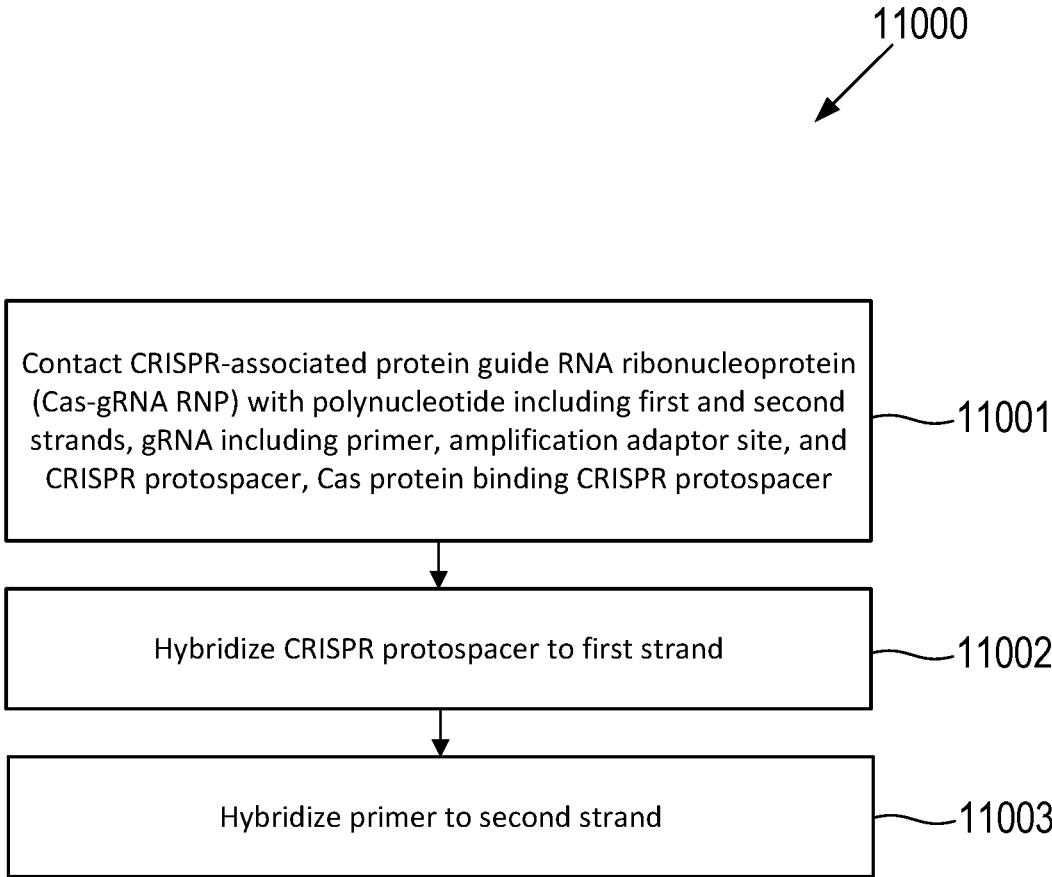 11000
Contact CRISPR-associated protein guide RNA ribonucleoprotein
(Cas-gRNA RNP) with polynucleotide including first and second
strands, gRNA including primer, amplification adaptor site, and
CRISPR protospacer, Cas protein binding CRISPR protospacer
11001
Hybridize CRISPR protospacer to first strand
11002
Hybridize primer to second strand
11003